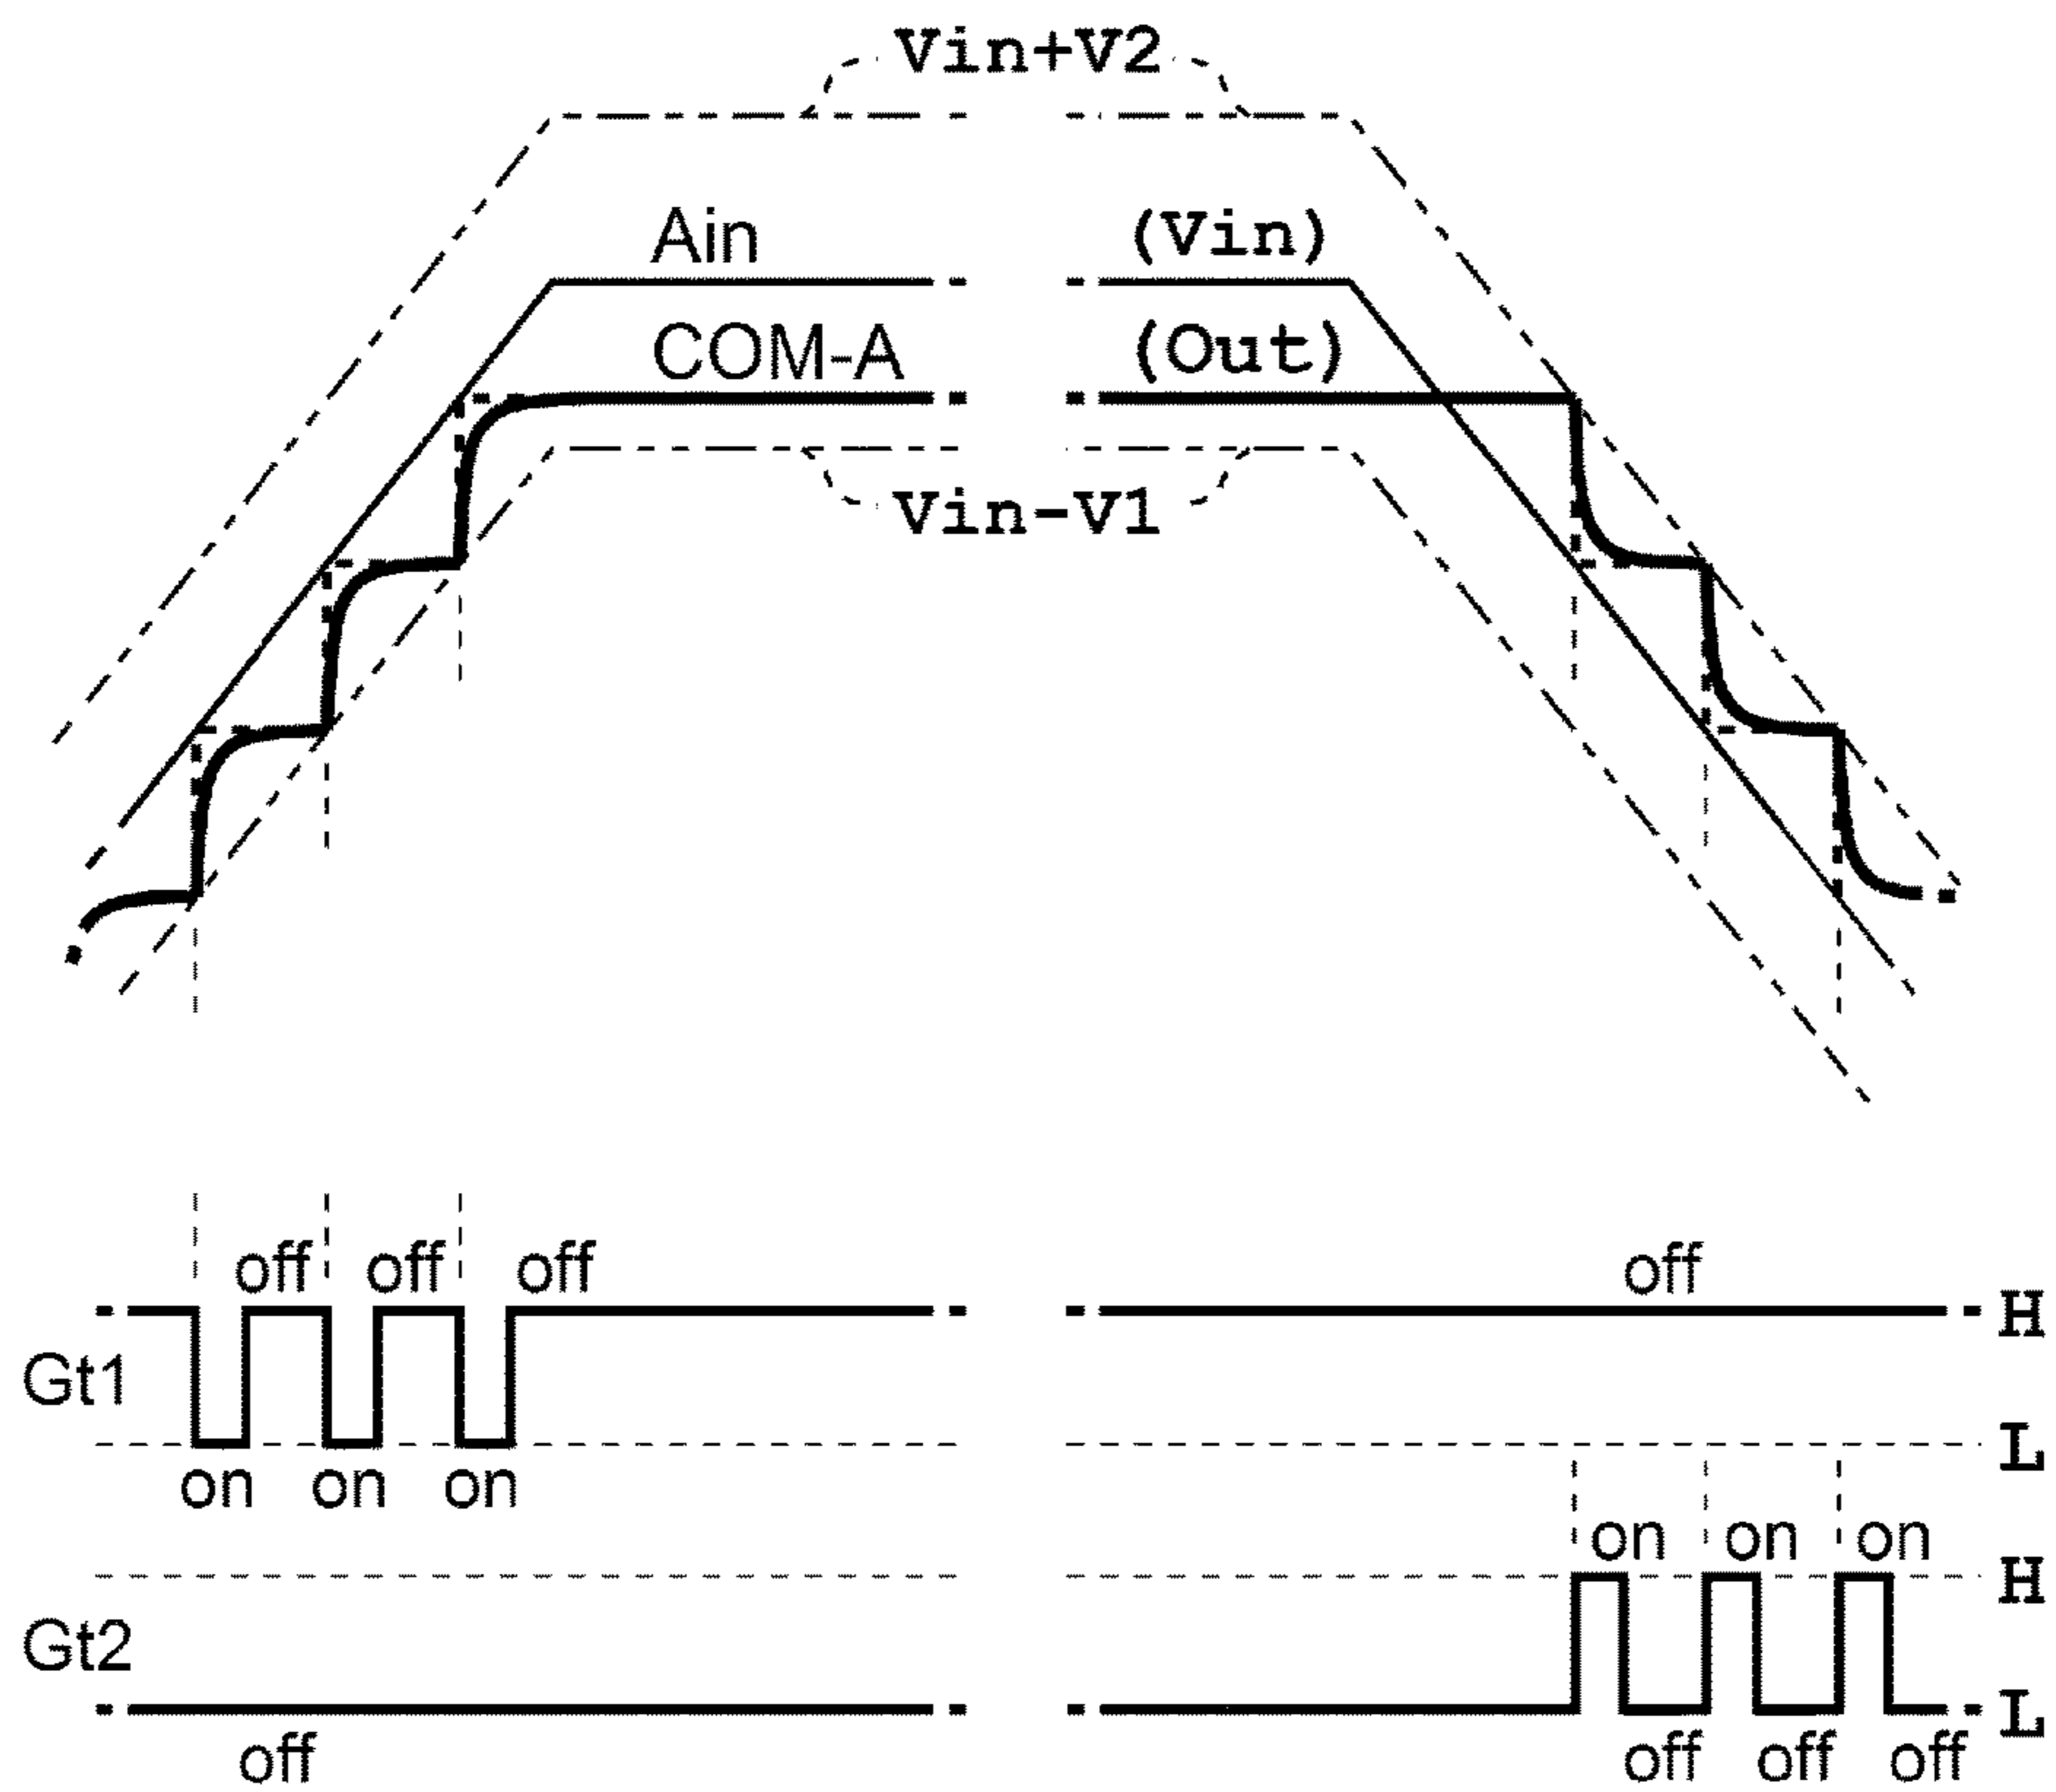 Vin+V2
Ain (Vin)
COM-A (Out)
Vin-V1
off off off off
H
Gt1
L
on on on
on on on
H
Gt2
L
off off off off